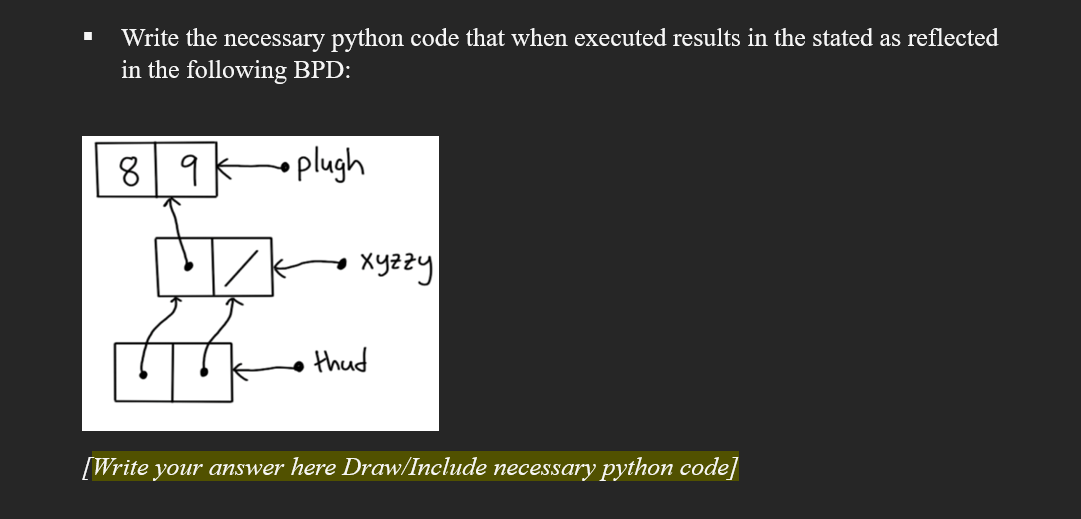 ▪ Write the necessary python code that when executed results in the stated as reflected
in the following BPD:
8 9 plugh
/ xyzzy
thud
[Write your answer here Draw/Include necessary python code]